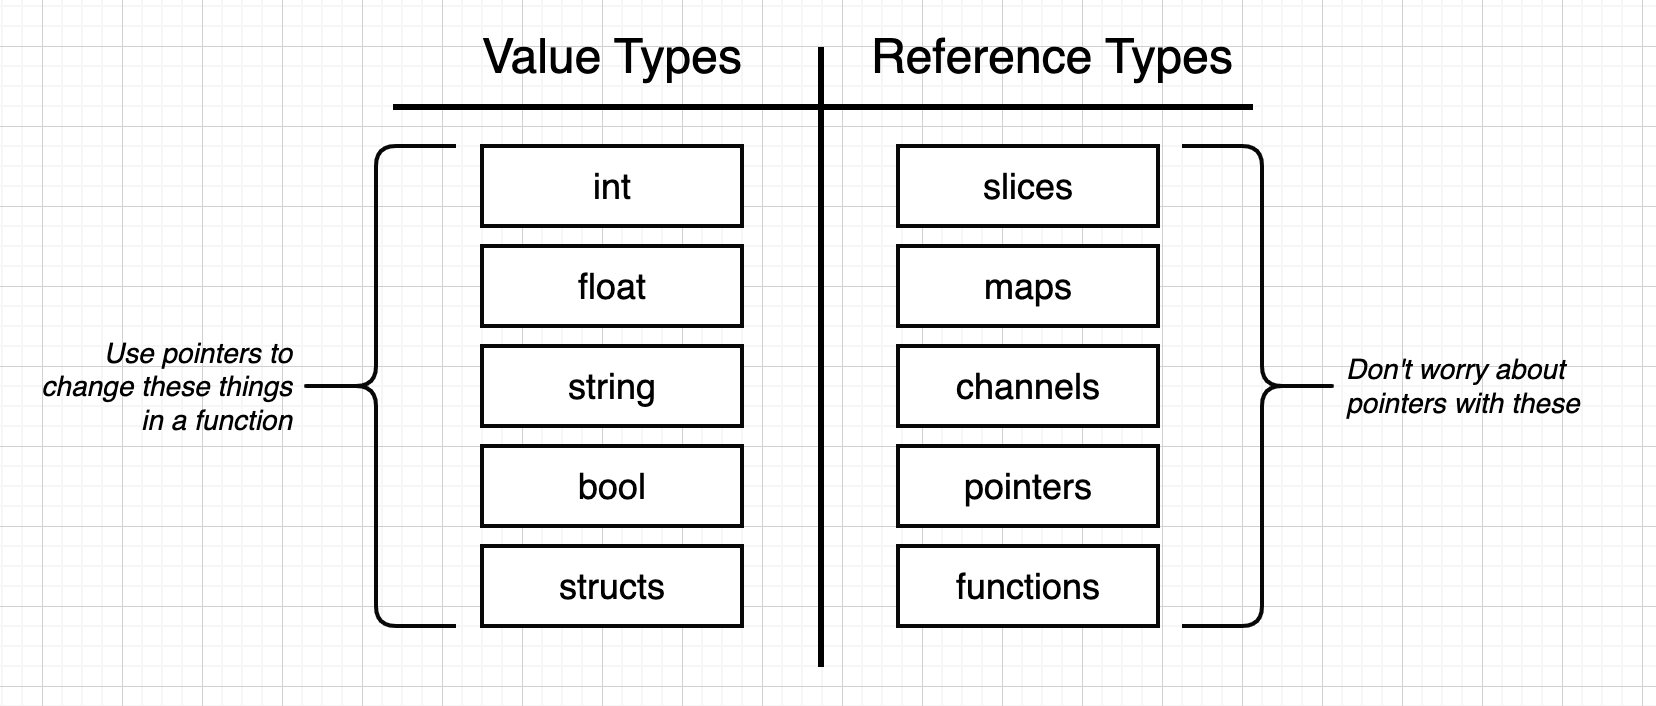 Value Types
Reference Types
int
float
string
bool
structs
slices
maps
channels
pointers
functions
Use pointers to
change these things
in a function
Don't worry about
pointers with these